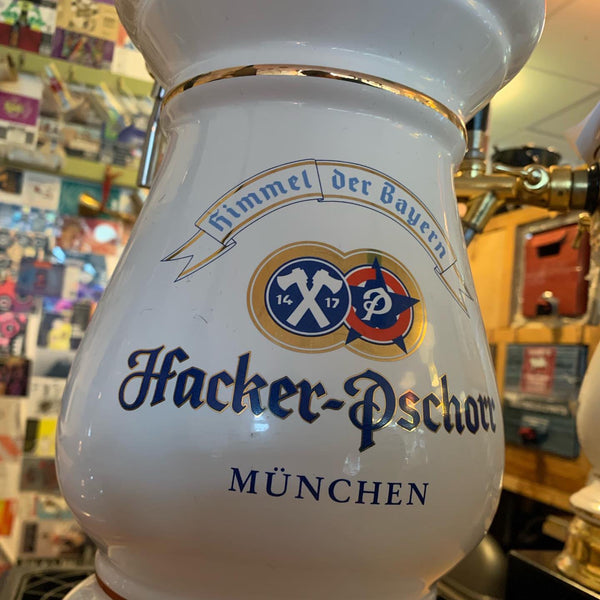 Himmel der Bayern
14 17
P
Hacker-Pschorr
MÜNCHEN